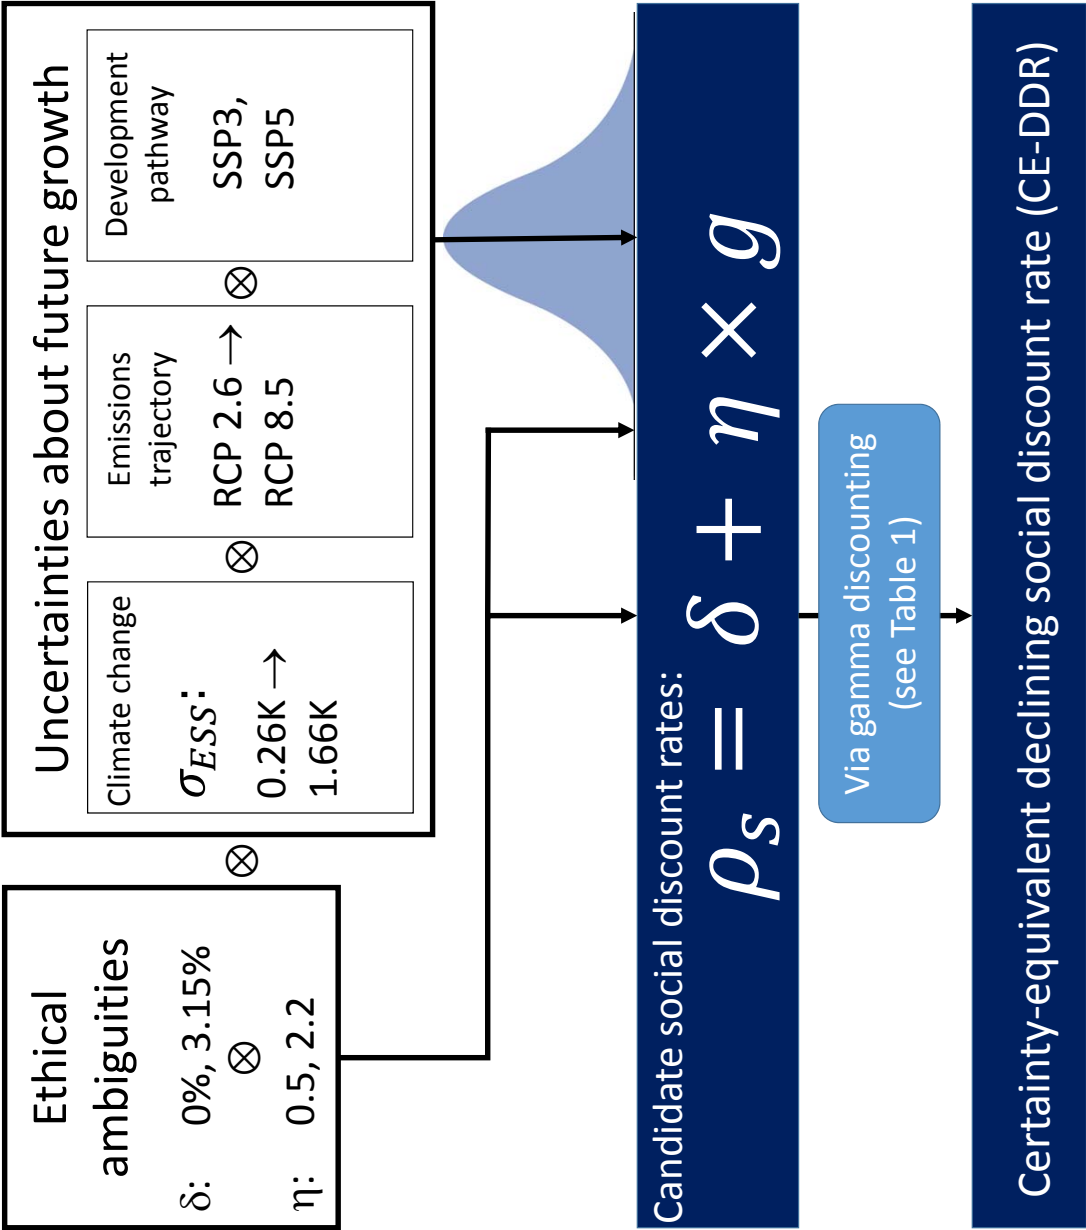 Ethical
ambiguities
δ: 0%, 3.15%
⊗
η: 0.5, 2.2
⊗
Uncertainties about future growth
Climate change
σ_ESS:
0.26K →
1.66K
⊗
Emissions
trajectory
RCP 2.6 →
RCP 8.5
⊗
Development
pathway
SSP3,
SSP5
Candidate social discount rates:
ρ_s = δ + η × g
Via gamma discounting
(see Table 1)
Certainty-equivalent declining social discount rate (CE-DDR)